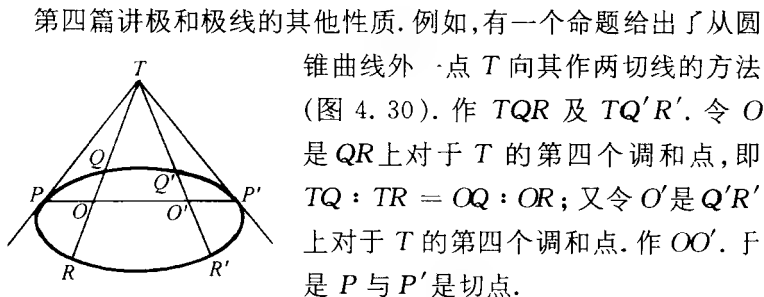 第四篇讲极和极线的其他性质.例如,有一个命题给出了从圆
锥曲线外一点 T 向其作两切线的方法
(图 4.30).作 TQR 及 TQ′R′.令 O
是 QR上对于 T 的第四个调和点,即
TQ:TR = OQ:OR;又令 O′是 Q′R′
上对于 T 的第四个调和点.作 OO′.于
是 P 与 P′是切点.
T
Q
Q′
P
P′
O
O′
R
R′